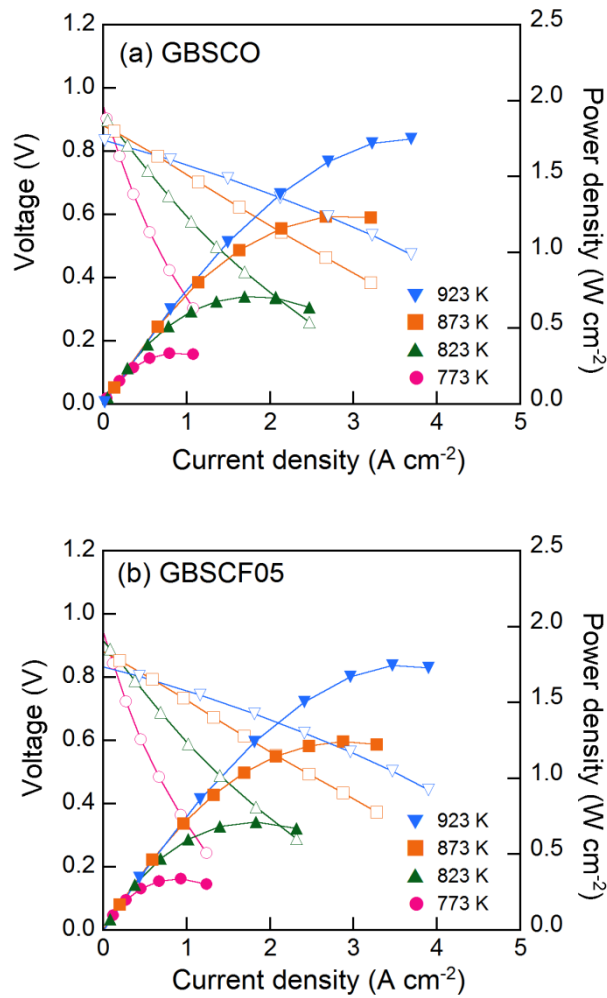 (a) GBSCO
Voltage (V)
1.2
1.0
0.8
0.6
0.4
0.2
0.0
Power density (W cm⁻²)
2.5
2.0
1.5
1.0
0.5
0.0
923 K
873 K
823 K
773 K
0 1 2 3 4 5
Current density (A cm⁻²)
(b) GBSCF05
Voltage (V)
1.2
1.0
0.8
0.6
0.4
0.2
0.0
Power density (W cm⁻²)
2.5
2.0
1.5
1.0
0.5
0.0
923 K
873 K
823 K
773 K
0 1 2 3 4 5
Current density (A cm⁻²)